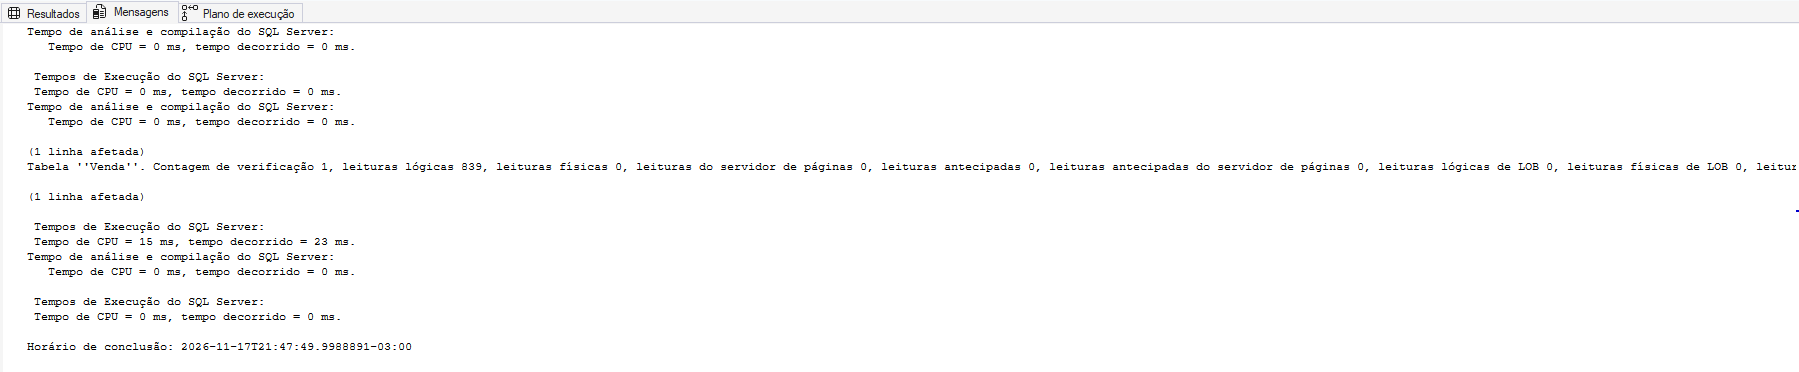 Resultados Mensagens Plano de execução
Tempo de análise e compilação do SQL Server:
Tempo de CPU = 0 ms, tempo decorrido = 0 ms.
Tempos de Execução do SQL Server:
Tempo de CPU = 0 ms, tempo decorrido = 0 ms.
Tempo de análise e compilação do SQL Server:
Tempo de CPU = 0 ms, tempo decorrido = 0 ms.
(1 linha afetada)
Tabela ''Venda''. Contagem de verificação 1, leituras lógicas 839, leituras físicas 0, leituras do servidor de páginas 0, leituras antecipadas 0, leituras antecipadas do servidor de páginas 0, leituras lógicas de LOB 0, leituras físicas de LOB 0, leitur
(1 linha afetada)
Tempos de Execução do SQL Server:
Tempo de CPU = 15 ms, tempo decorrido = 23 ms.
Tempo de análise e compilação do SQL Server:
Tempo de CPU = 0 ms, tempo decorrido = 0 ms.
Tempos de Execução do SQL Server:
Tempo de CPU = 0 ms, tempo decorrido = 0 ms.
Horário de conclusão: 2026-11-17T21:47:49.9988891-03:00